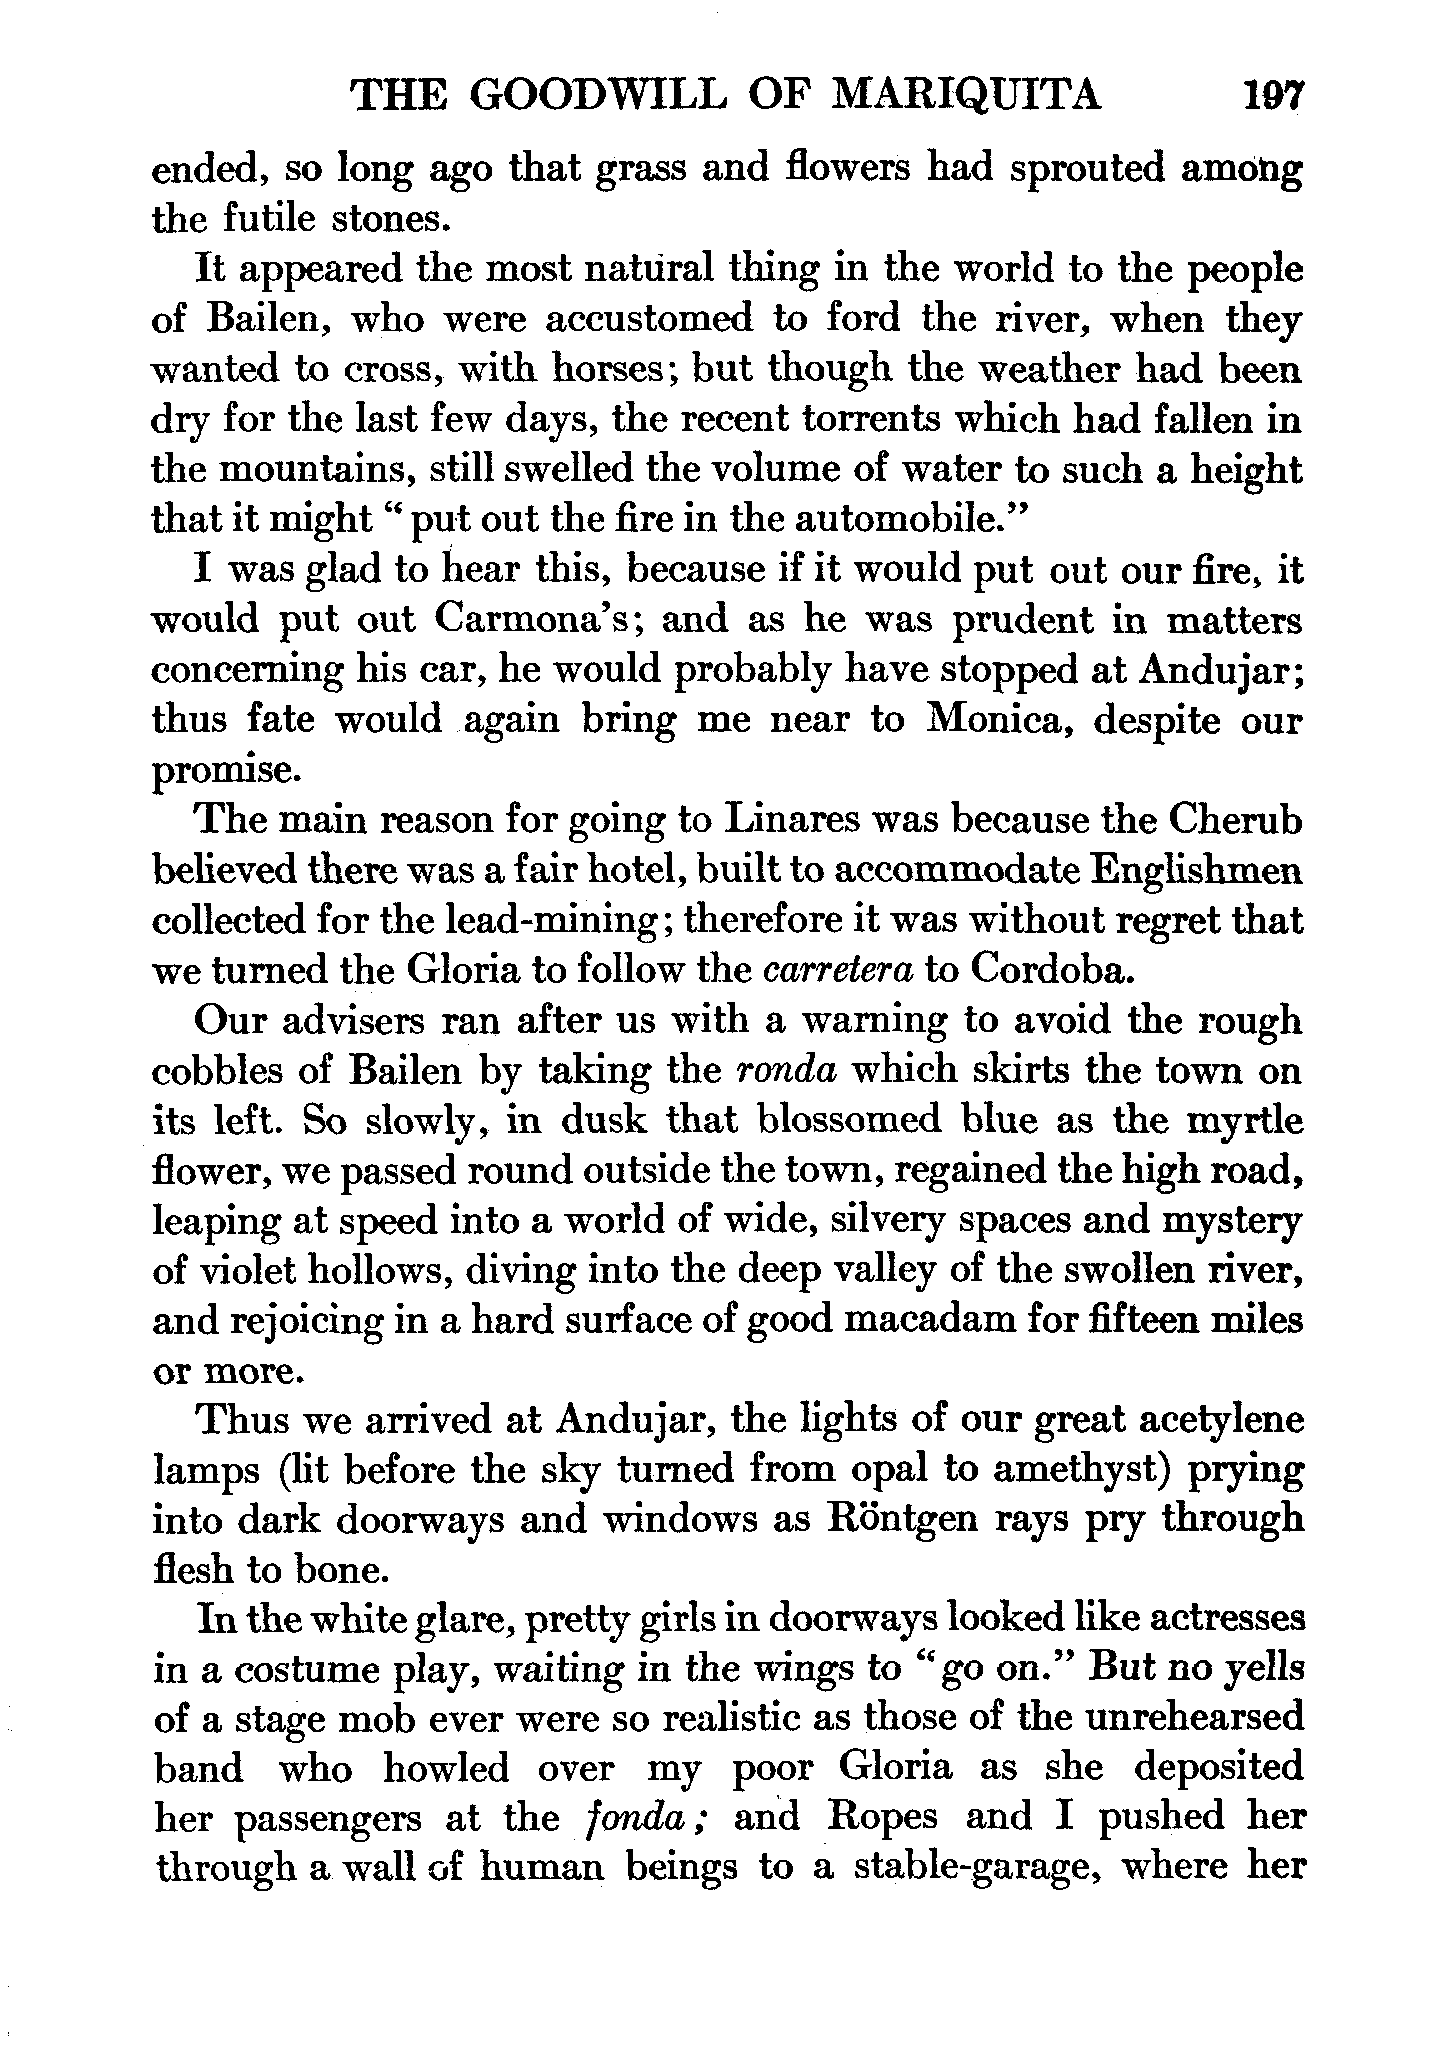 THE GOODWILL OF MARIQUITA 197
ended, so long ago that grass and flowers had sprouted among
the futile stones.
It appeared the most natural thing in the world to the people
of Bailen, who were accustomed to ford the river, when they
wanted to cross, with horses; but though the weather had been
dry for the last few days, the recent torrents which had fallen in
the mountains, still swelled the volume of water to such a height
that it might “put out the fire in the automobile.”
I was glad to hear this, because if it would put out our fire, it
would put out Carmona’s; and as he was prudent in matters
concerning his car, he would probably have stopped at Andujar;
thus fate would again bring me near to Monica, despite our
promise.
The main reason for going to Linares was because the Cherub
believed there was a fair hotel, built to accommodate Englishmen
collected for the lead-mining; therefore it was without regret that
we turned the Gloria to follow the carretera to Cordoba.
Our advisers ran after us with a warning to avoid the rough
cobbles of Bailen by taking the ronda which skirts the town on
its left. So slowly, in dusk that blossomed blue as the myrtle
flower, we passed round outside the town, regained the high road,
leaping at speed into a world of wide, silvery spaces and mystery
of violet hollows, diving into the deep valley of the swollen river,
and rejoicing in a hard surface of good macadam for fifteen miles
or more.
Thus we arrived at Andujar, the lights of our great acetylene
lamps (lit before the sky turned from opal to amethyst) prying
into dark doorways and windows as Röntgen rays pry through
flesh to bone.
In the white glare, pretty girls in doorways looked like actresses
in a costume play, waiting in the wings to “go on.” But no yells
of a stage mob ever were so realistic as those of the unrehearsed
band who howled over my poor Gloria as she deposited
her passengers at the fonda; and Ropes and I pushed her
through a wall of human beings to a stable-garage, where her